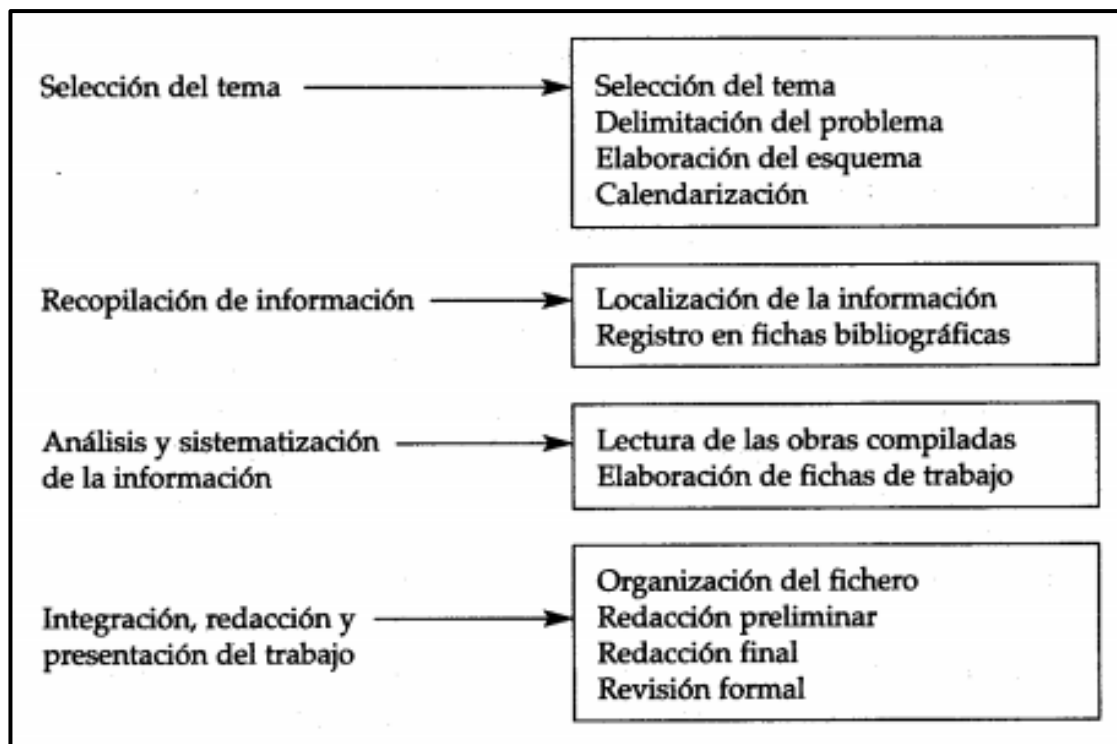 Selección del tema
Selección del tema
Delimitación del problema
Elaboración del esquema
Calendarización
Recopilación de información
Localización de la información
Registro en fichas bibliográficas
Análisis y sistematización
de la información
Lectura de las obras compiladas
Elaboración de fichas de trabajo
Integración, redacción y
presentación del trabajo
Organización del fichero
Redacción preliminar
Redacción final
Revisión formal